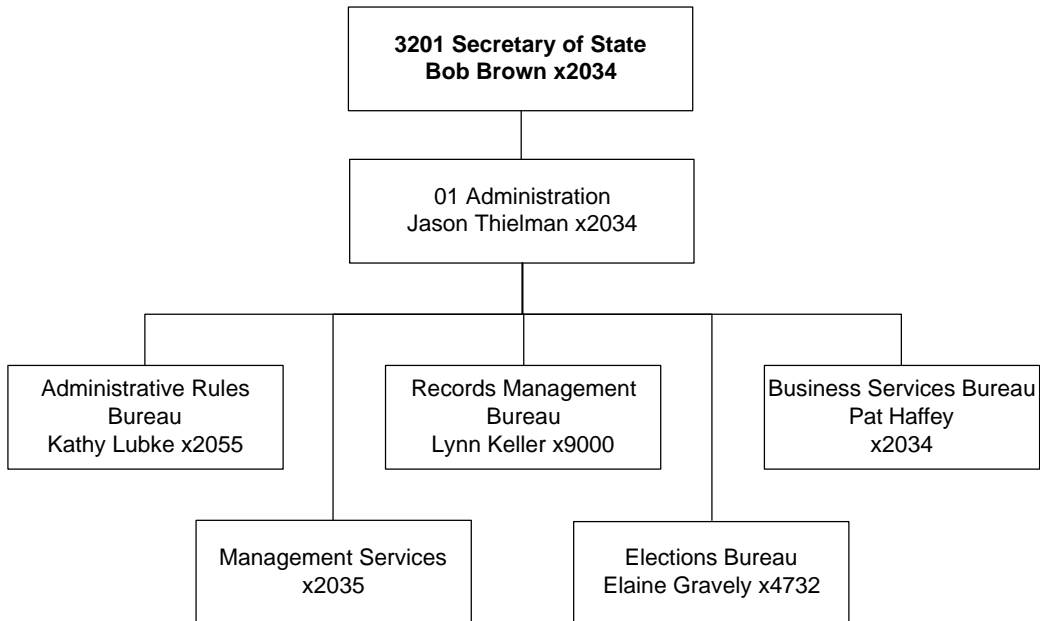 3201 Secretary of State
Bob Brown x2034
01 Administration
Jason Thielman x2034
Administrative Rules
Bureau
Kathy Lubke x2055
Records Management
Bureau
Lynn Keller x9000
Business Services Bureau
Pat Haffey
x2034
Management Services
x2035
Elections Bureau
Elaine Gravely x4732